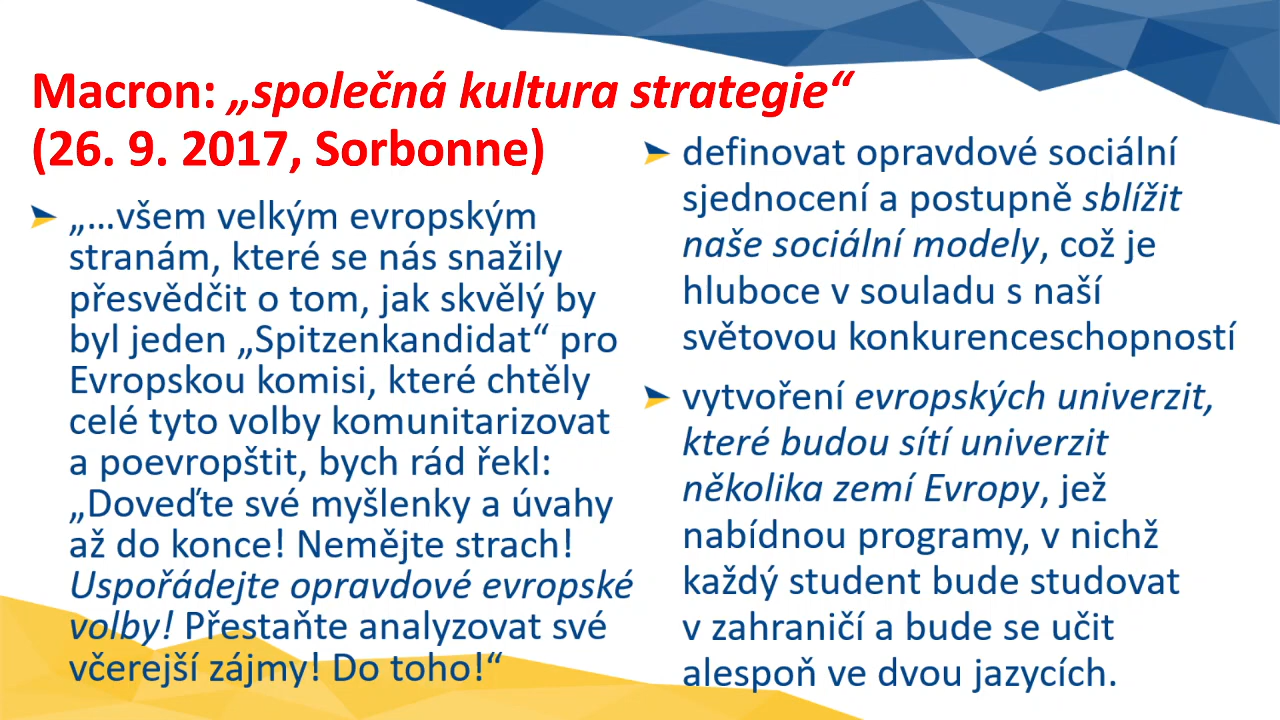 Macron: „společná kultura strategie“
(26. 9. 2017, Sorbonne)
„…všem velkým evropským
stranám, které se nás snažily
přesvědčit o tom, jak skvělý by
byl jeden „Spitzenkandidat“ pro
Evropskou komisi, které chtěly
celé tyto volby komunitarizovat
a poevropštit, bych rád řekl:
„Doveďte své myšlenky a úvahy
až do konce! Nemějte strach!
Uspořádejte opravdové evropské
volby! Přestaňte analyzovat své
včerejší zájmy! Do toho!“
definovat opravdové sociální
sjednocení a postupně sblížit
naše sociální modely, což je
hluboce v souladu s naší
světovou konkurenceschopností
vytvoření evropských univerzit,
které budou sítí univerzit
několika zemí Evropy, jež
nabídnou programy, v nichž
každý student bude studovat
v zahraničí a bude se učit
alespoň ve dvou jazycích.